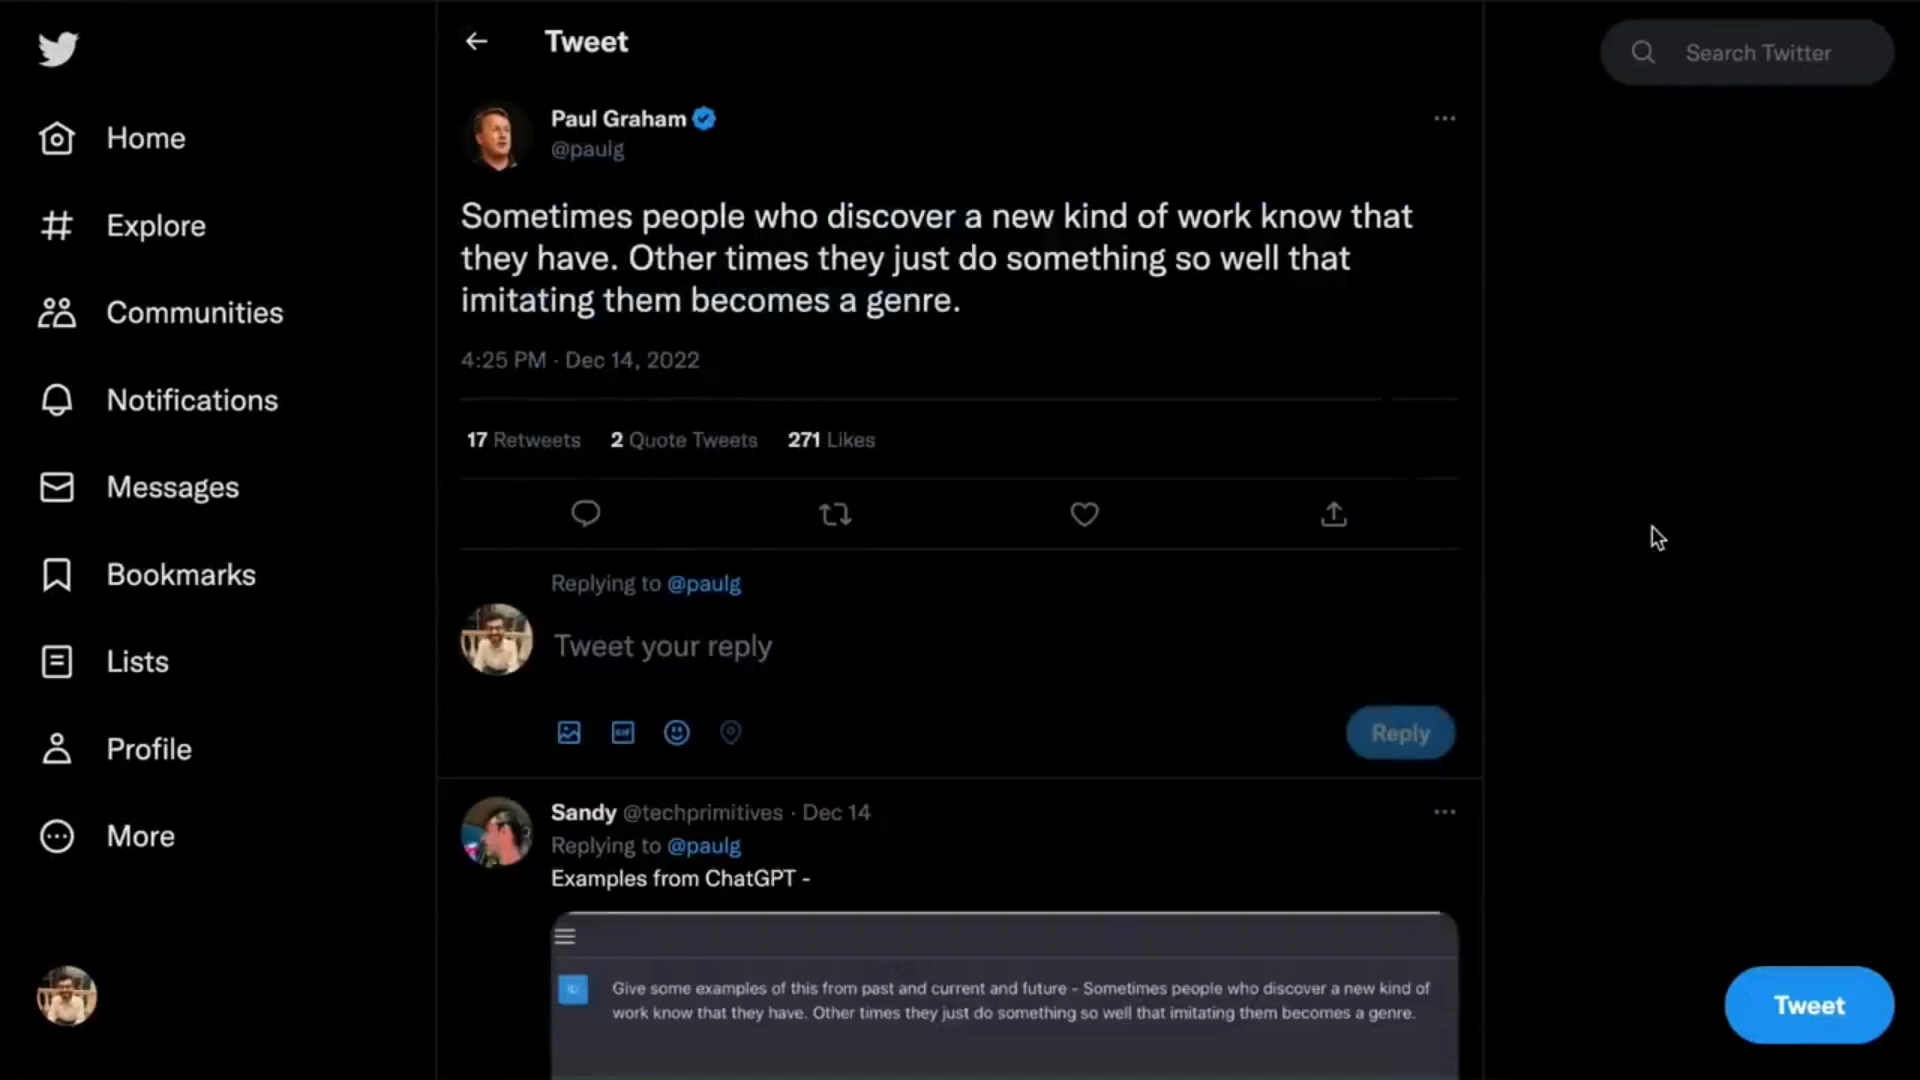 Tweet
Search Twitter
Home
Explore
Communities
Notifications
Messages
Bookmarks
Lists
Profile
More
Paul Graham
@paulg
Sometimes people who discover a new kind of work know that
they have. Other times they just do something so well that
imitating them becomes a genre.
4:25 PM · Dec 14, 2022
17 Retweets 2 Quote Tweets 271 Likes
Replying to @paulg
Tweet your reply
GIF
Reply
Sandy @techprimitives · Dec 14
Replying to @paulg
Examples from ChatGPT -
Give some examples of this from past and current and future - Sometimes people who discover a new kind of
work know that they have. Other times they just do something so well that imitating them becomes a genre.
Tweet